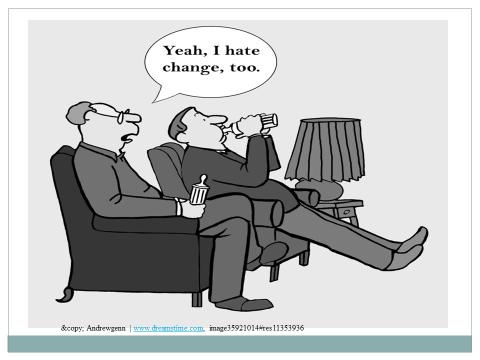 Yeah, I hate
change, too.
&copy; Andrewgenn | www.dreamstime.com, image35921014#res11353936